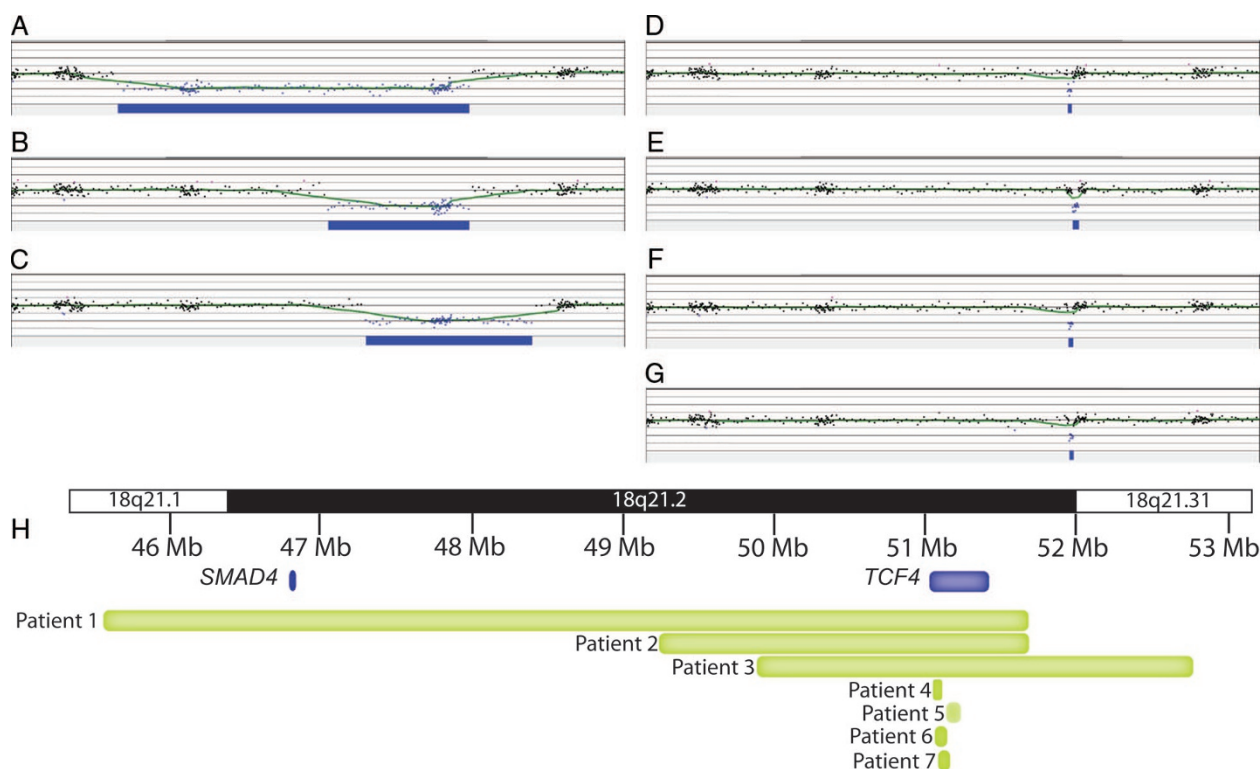 A
B
C
D
E
F
G
18q21.1 18q21.2 18q21.31
H
46 Mb 47 Mb 48 Mb 49 Mb 50 Mb 51 Mb 52 Mb 53 Mb
SMAD4 TCF4
Patient 1
Patient 2
Patient 3
Patient 4
Patient 5
Patient 6
Patient 7